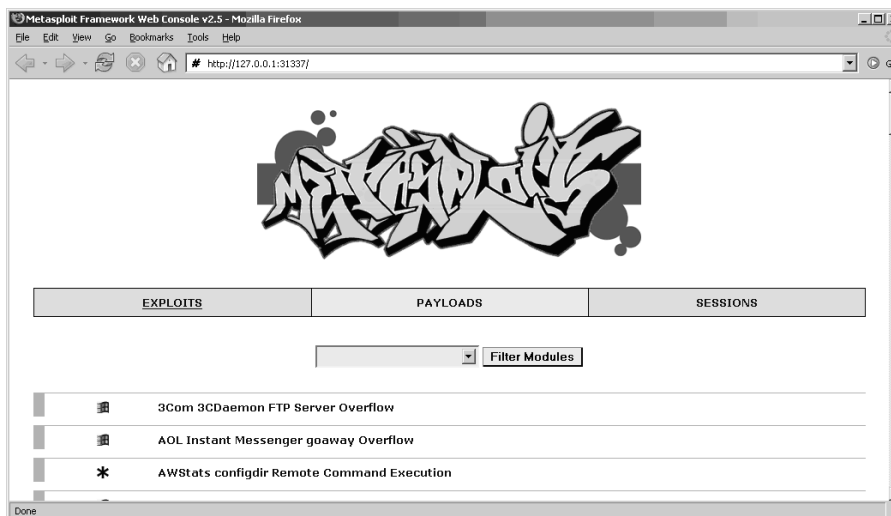 Metasploit Framework Web Console v2.5 - Mozilla Firefox
File Edit View Go Bookmarks Tools Help
# http://127.0.0.1:31337/ G
METASPLOIT
EXPLOITS PAYLOADS SESSIONS
Filter Modules
3Com 3CDaemon FTP Server Overflow
AOL Instant Messenger goaway Overflow
* AWStats configdir Remote Command Execution
Done